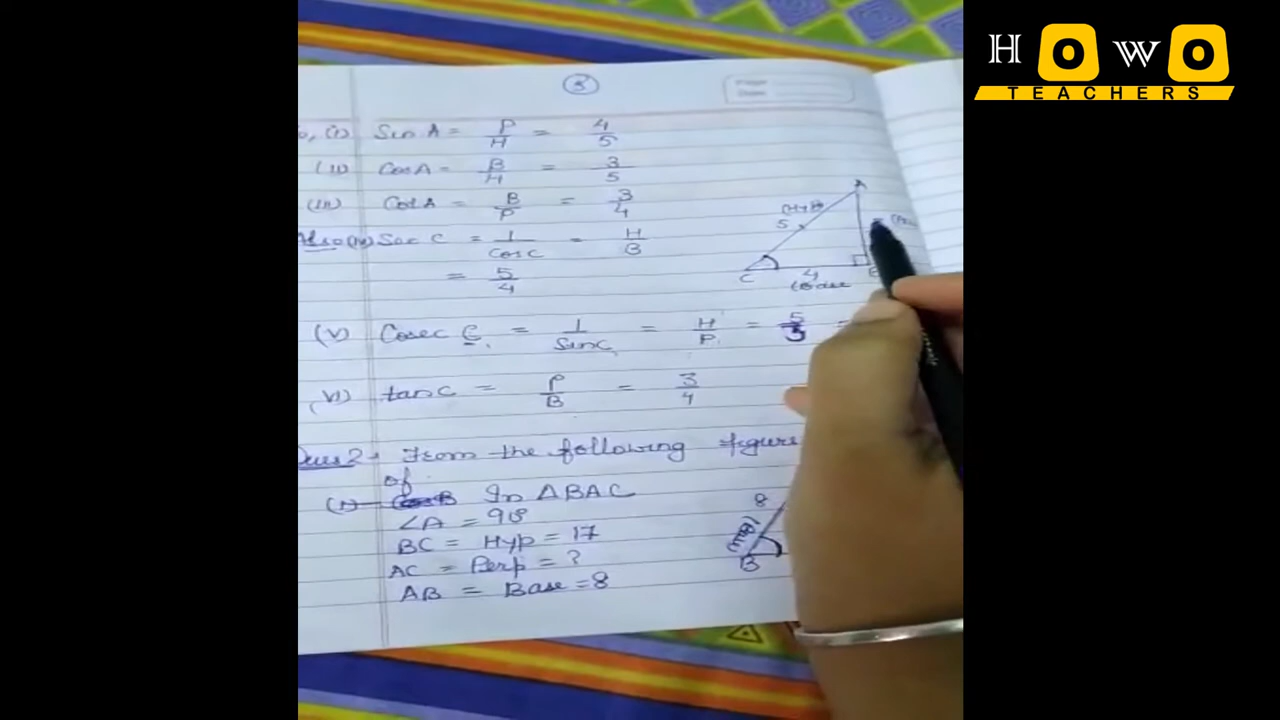 HOWO
TEACHERS
3
(i) Sin A = P/H = 4/5
(ii) Cos A = B/H = 3/5
(iii) Cot A = B/P = 3/4
Also (iv) Sec C = 1/Cos C = H/B
= 5/4
(v) Cosec C = 1/Sin C = H/P = 5/3 =
(vi) tan C = P/B = 3/4
(Hyp)
5
C
4
(Base
Ques 2. From the following figure
of
(i) In ΔBAC
∠A = 90°
BC = Hyp = 17
AC = Perp = ?
AB = Base = 8
8
B